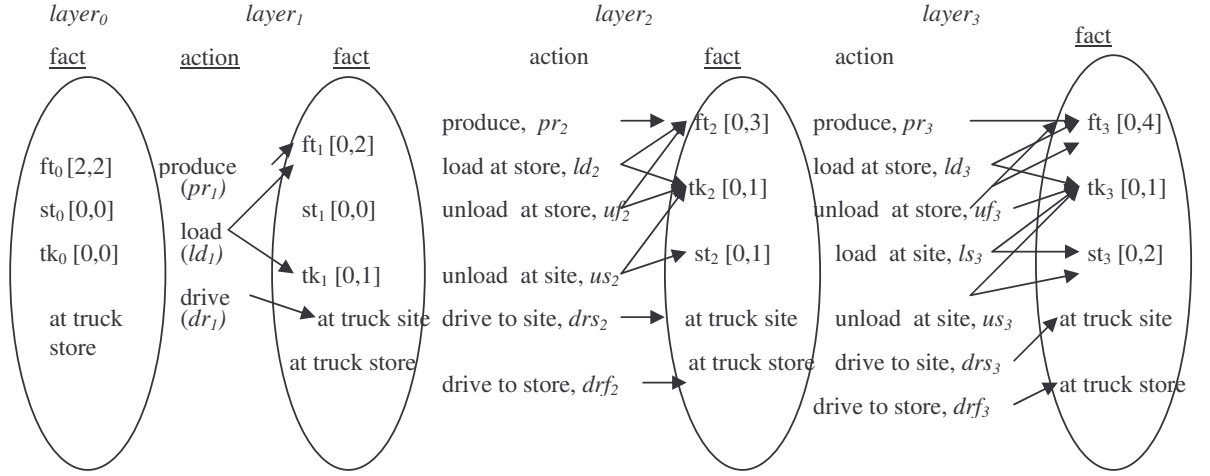 layer0 layer1 layer2 layer3
fact action fact action fact action fact
ft0 [2,2]
st0 [0,0]
tk0 [0,0]
at truck
store
produce
(pr1)
load
(ld1)
drive
(dr1)
ft1 [0,2]
st1 [0,0]
tk1 [0,1]
at truck site
at truck store
produce, pr2
load at store, ld2
unload at store, uf2
unload at site, us2
drive to site, drs2
drive to store, drf2
ft2 [0,3]
tk2 [0,1]
st2 [0,1]
at truck site
at truck store
produce, pr3
load at store, ld3
unload at store, uf3
load at site, ls3
unload at site, us3
drive to site, drs3
drive to store, drf3
ft3 [0,4]
tk3 [0,1]
st3 [0,2]
at truck site
at truck store